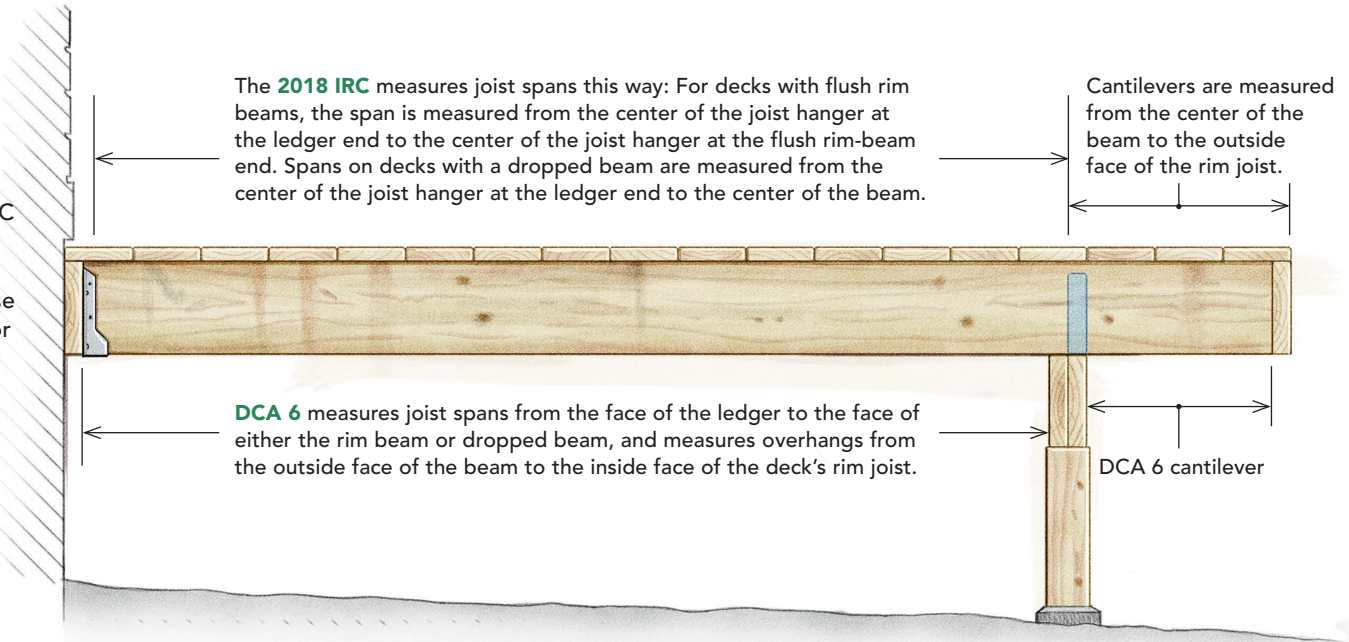 The 2018 IRC measures joist spans this way: For decks with flush rim
beams, the span is measured from the center of the joist hanger at
the ledger end to the center of the joist hanger at the flush rim-beam
end. Spans on decks with a dropped beam are measured from the
center of the joist hanger at the ledger end to the center of the beam.
Cantilevers are measured
from the center of the
beam to the outside
face of the rim joist.
C
se
or
DCA 6 measures joist spans from the face of the ledger to the face of
either the rim beam or dropped beam, and measures overhangs from
the outside face of the beam to the inside face of the deck's rim joist.
DCA 6 cantilever